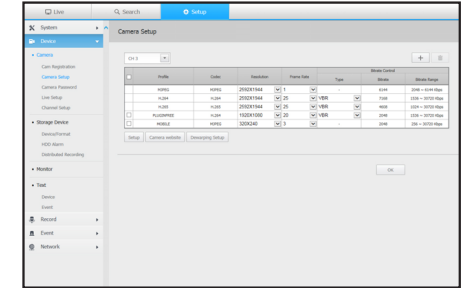 Live
Search
Setup
System
Device
Camera
Cam Registration
Camera Setup
Camera Password
Live Setup
Channel Setup
Storage Device
Device/Format
HDD Alarm
Distributed Recording
Monitor
Text
Device
Event
Record
Event
Network
Camera Setup
CH 3
Profile Codec Resolution Frame Rate Bitrate Control
Type Bitrate Bitrate Range
MJPEG MJPEG 2592X1944 1 - 6144 2048 ~ 6144 Kbps
H.264 H.264 2592X1944 25 VBR 7168 1536 ~ 30720 Kbps
H.265 H.265 2592X1944 25 VBR 4608 1024 ~ 30720 Kbps
PLUGINFREE H.264 1920X1080 20 VBR 2048 1536 ~ 30720 Kbps
MOBILE MJPEG 320X240 3 - 2048 256 ~ 30720 Kbps
Setup Camera website Dewarping Setup
OK